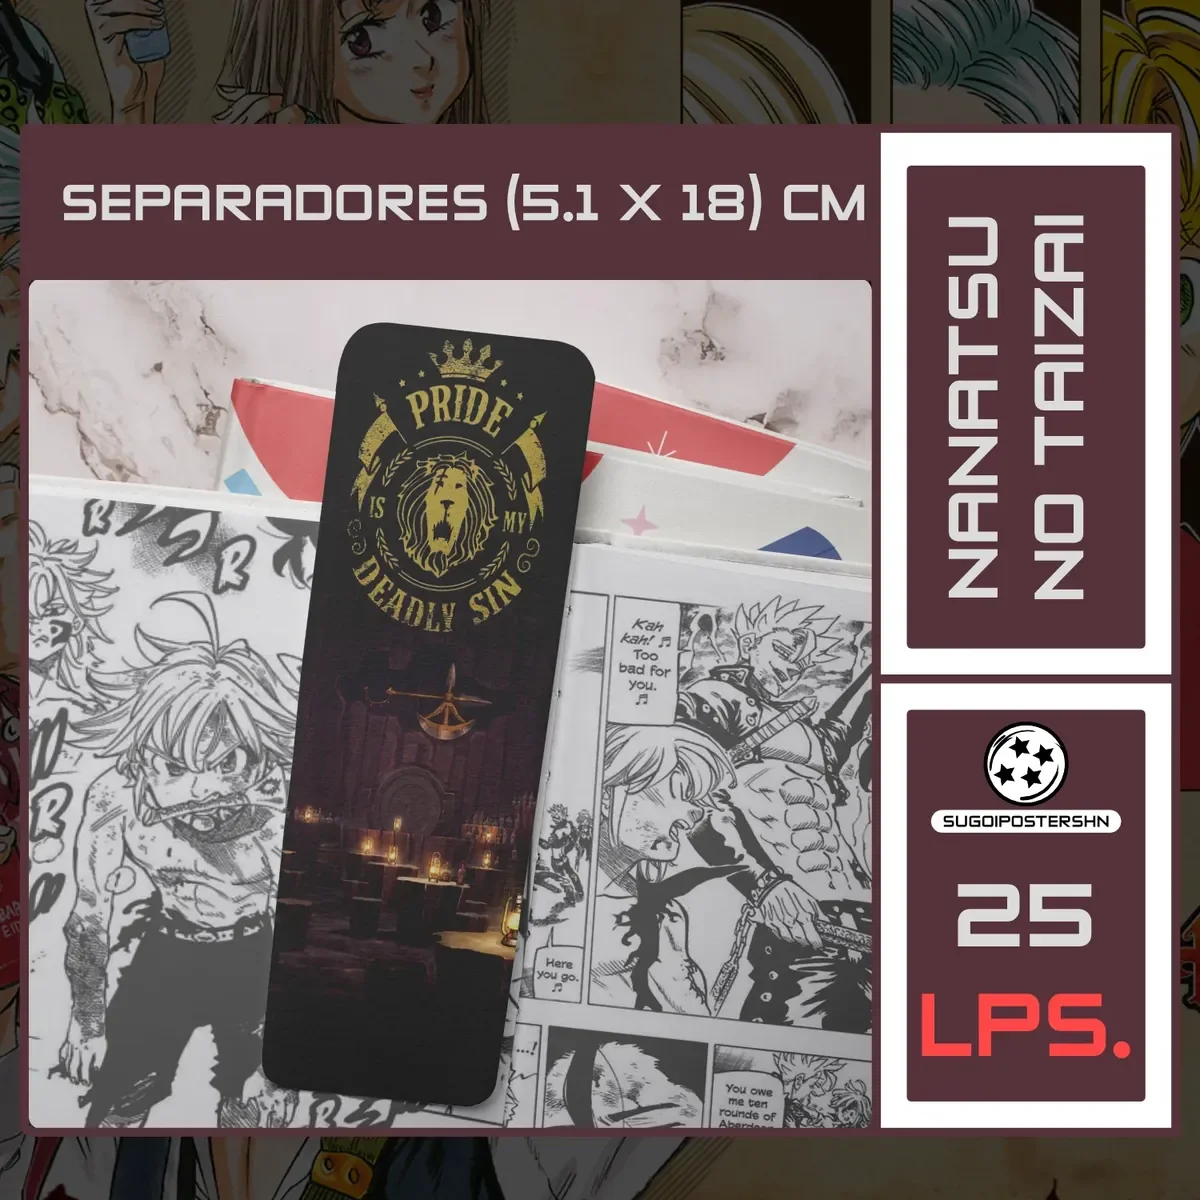 SEPARADORES (5.1 X 18) CM
NANATSU
NO TAIZAI
PRIDE
IS MY
DEADLY SIN
Kah
kah! ♬
Too
bad for
you.
♬
Here
you go.
♬
...!
You owe
me ten
rounds of
SUGOIPOSTERSHN
25
LPS.